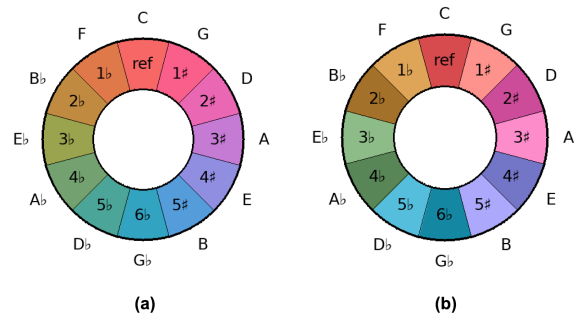 C
F G
B♭ D
E♭ A
A♭ E
D♭ B
G♭
ref
1♭ 1♯
2♭ 2♯
3♭ 3♯
4♭ 4♯
5♭ 5♯
6♭
(a)
C
F G
B♭ D
E♭ A
A♭ E
D♭ B
G♭
ref
1♭ 1♯
2♭ 2♯
3♭ 3♯
4♭ 4♯
5♭ 5♯
6♭
(b)